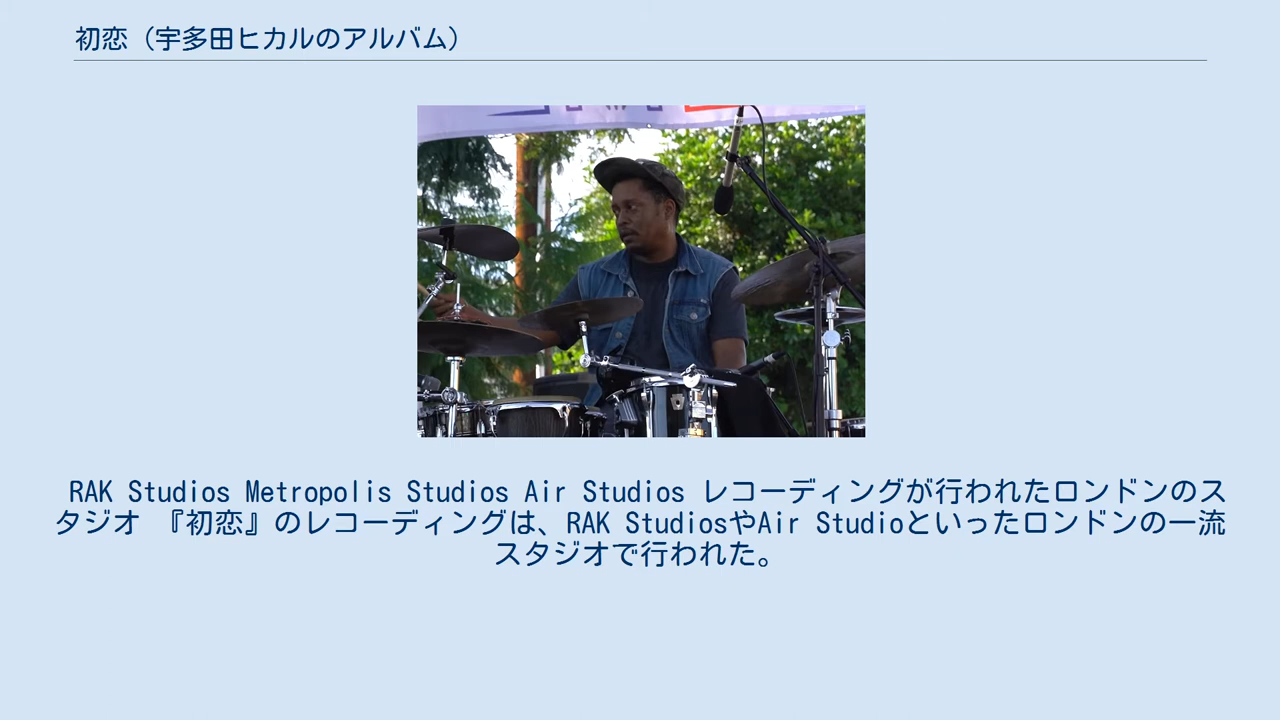 初恋（宇多田ヒカルのアルバム）
RAK Studios Metropolis Studios Air Studios レコーディングが行われたロンドンのス
タジオ 『初恋』のレコーディングは、RAK StudiosやAir Studioといったロンドンの一流
スタジオで行われた。